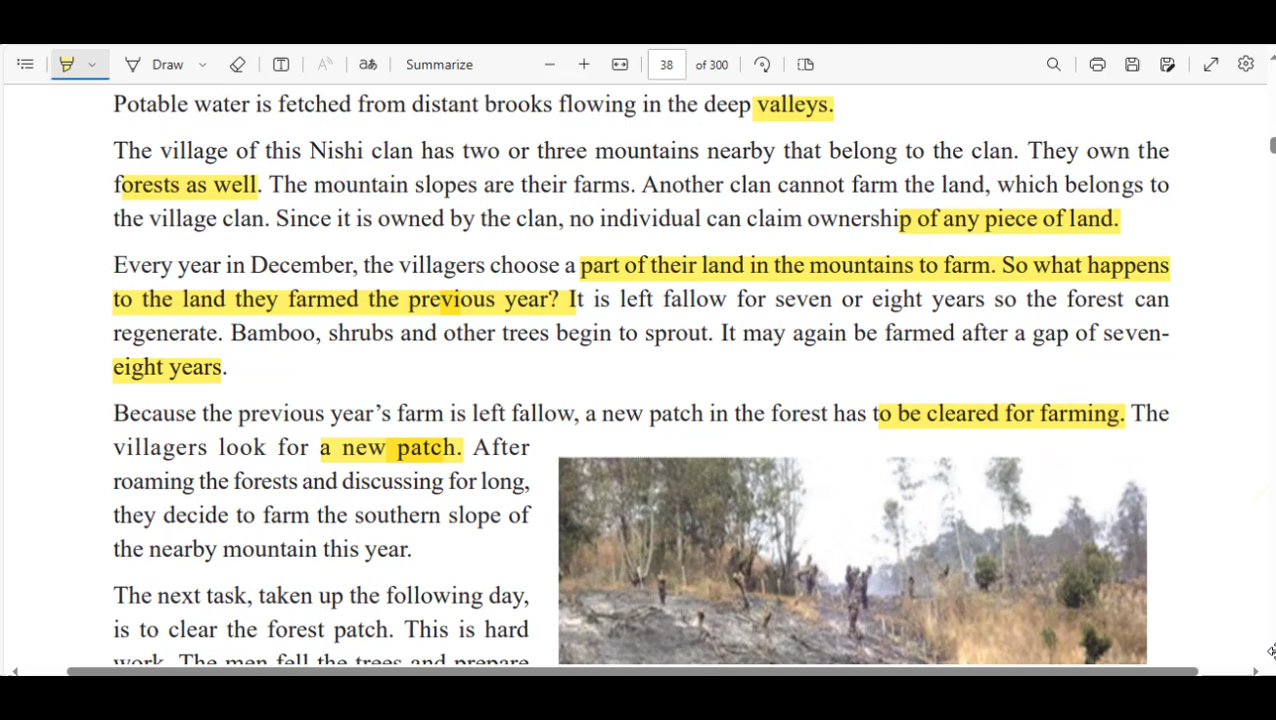 Draw
Summarize
38
of 300
Potable water is fetched from distant brooks flowing in the deep valleys.
The village of this Nishi clan has two or three mountains nearby that belong to the clan. They own the
forests as well. The mountain slopes are their farms. Another clan cannot farm the land, which belongs to
the village clan. Since it is owned by the clan, no individual can claim ownership of any piece of land.
Every year in December, the villagers choose a part of their land in the mountains to farm. So what happens
to the land they farmed the previous year? It is left fallow for seven or eight years so the forest can
regenerate. Bamboo, shrubs and other trees begin to sprout. It may again be farmed after a gap of seven-
eight years.
Because the previous year’s farm is left fallow, a new patch in the forest has to be cleared for farming. The
villagers look for a new patch. After
roaming the forests and discussing for long,
they decide to farm the southern slope of
the nearby mountain this year.
The next task, taken up the following day,
is to clear the forest patch. This is hard
work. The men fell the trees and prepare